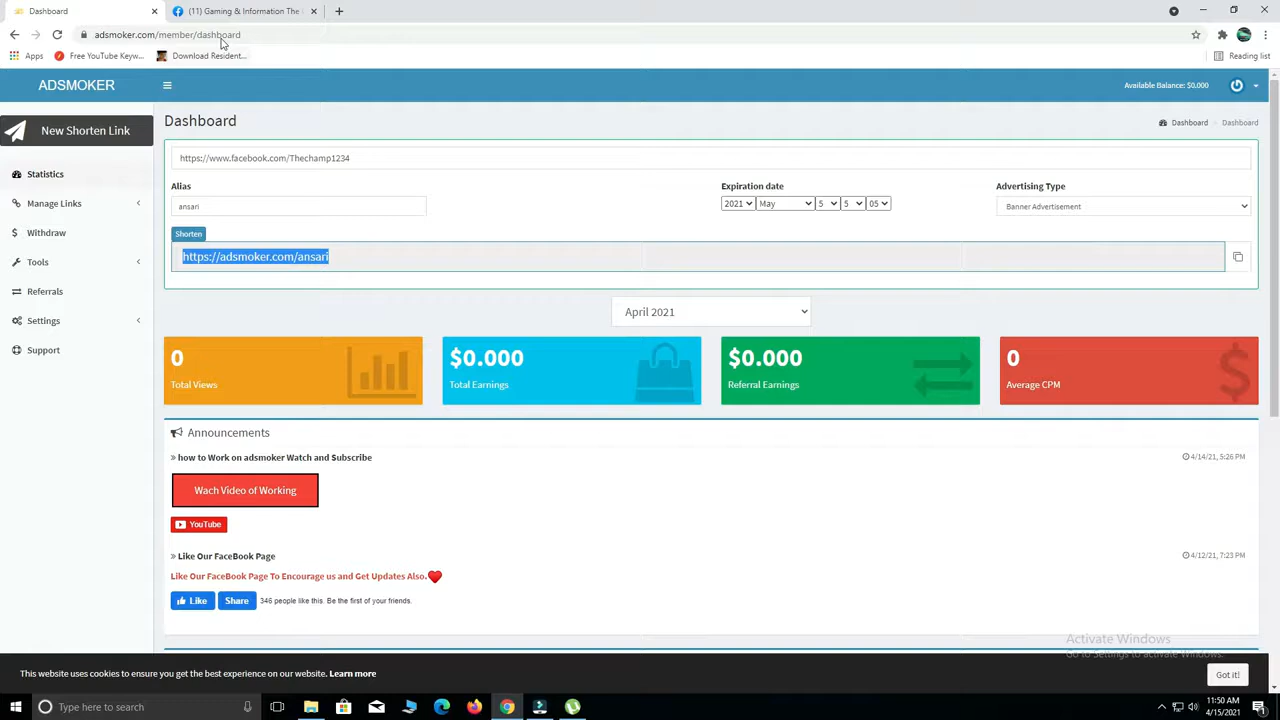 Dashboard
(11) Gaming & Information The
adsmoker.com/member/dashboard
Apps
Free YouTube Keyw...
Download Resident...
Reading list
ADSMOKER
Available Balance: $0,000
New Shorten Link
Dashboard
Dashboard
Dashboard
https://www.facebook.com/Thechamp1234
Statistics
Alias
Expiration date
Advertising Type
Manage Links
ansari
2021
May
5
5
05
Banner Advertisement
Withdraw
Shorten
https://adsmoker.com/ansari
Tools
Referrals
April 2021
Settings
Support
0
Total Views
$0.000
Total Earnings
$0.000
Referral Earnings
0
Average CPM
Announcements
» how to Work on adsmoker Watch and Subscribe
4/14/21, 5:26 PM
Wach Video of Working
YouTube
» Like Our FaceBook Page
4/12/21, 7:23 PM
Like Our FaceBook Page To Encourage us and Get Updates Also.
Like
Share
346 people like this. Be the first of your friends.
Activate Windows
Go to Settings to activate Windows.
This website uses cookies to ensure you get the best experience on our website. Learn more
Got it!
Type here to search
11:50 AM
4/15/2021
1